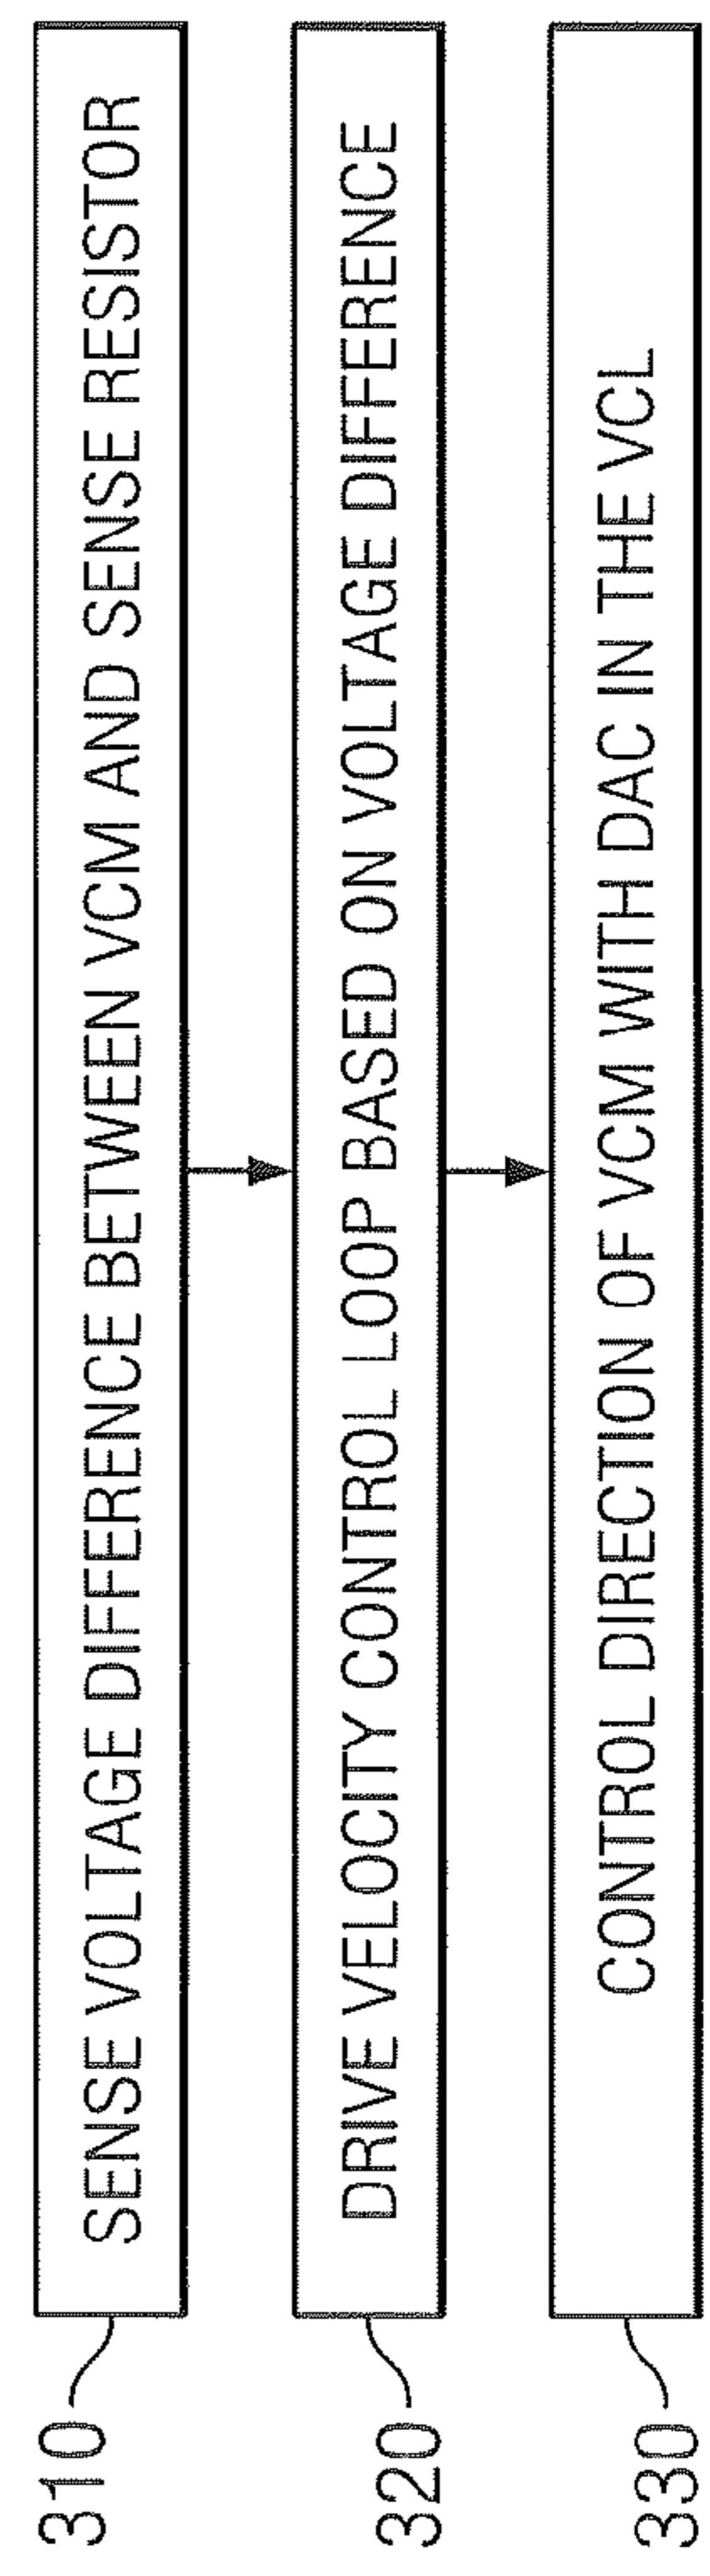 310
SENSE VOLTAGE DIFFERENCE BETWEEN VCM AND SENSE RESISTOR
320
DRIVE VELOCITY CONTROL LOOP BASED ON VOLTAGE DIFFERENCE
330
CONTROL DIRECTION OF VCM WITH DAC IN THE VCL